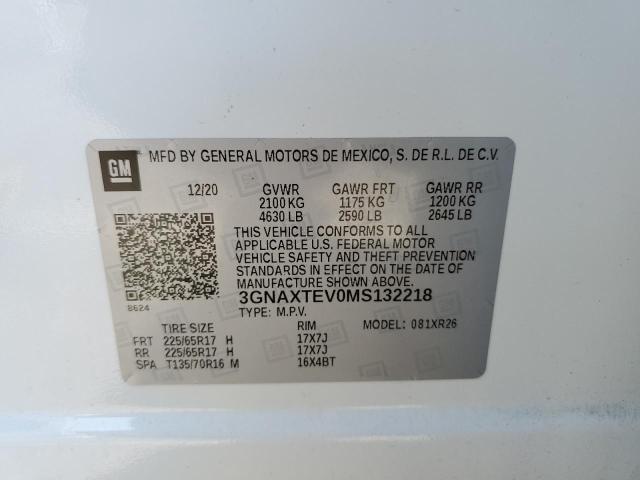 GM MFD BY GENERAL MOTORS DE MEXICO, S. DE R.L. DE C.V.
12/20 GVWR GAWR FRT GAWR RR
2100 KG 1175 KG 1200 KG
4630 LB 2590 LB 2645 LB
THIS VEHICLE CONFORMS TO ALL
APPLICABLE U.S. FEDERAL MOTOR
VEHICLE SAFETY AND THEFT PREVENTION
STANDARDS IN EFFECT ON THE DATE OF
MANUFACTURE SHOWN ABOVE.
8624 3GNAXTEV0MS132218
TYPE: M.P.V.
TIRE SIZE RIM MODEL: 081XR26
FRT 225/65R17 H 17X7J
RR 225/65R17 H 17X7J
SPA T135/70R16 M 16X4BT